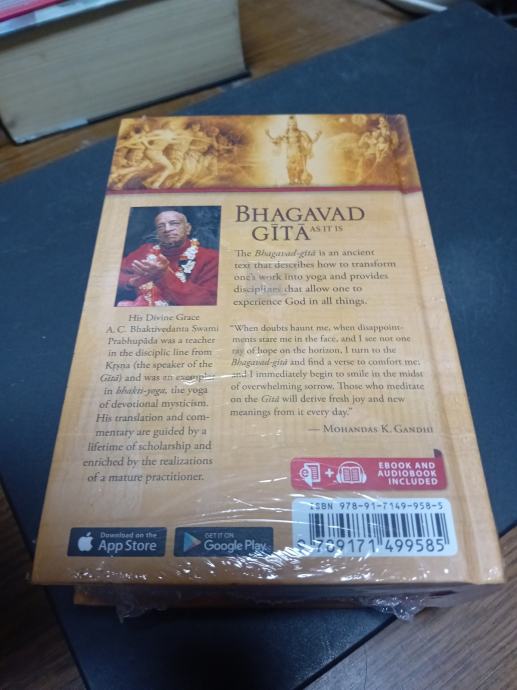 BHAGAVAD
GĪTĀ AS IT IS
The Bhagavad-gītā is an ancient
text that describes how to transform
one's work into yoga and provides
disciplines that allow one to
experience God in all things.
His Divine Grace
A. C. Bhaktivedanta Swami
Prabhupāda was a teacher
in the disciplic line from
Kṛṣṇa (the speaker of the
Gītā) and was an exemplar
in bhakti-yoga, the yoga
of devotional mysticism.
His translation and com-
mentary are guided by a
lifetime of scholarship and
enriched by the realizations
of a mature practitioner.
"When doubts haunt me, when disappoint-
ments stare me in the face, and I see not one
ray of hope on the horizon, I turn to the
Bhagavad-gītā and find a verse to comfort me;
and I immediately begin to smile in the midst
of overwhelming sorrow. Those who meditate
on the Gītā will derive fresh joy and new
meanings from it every day."
— MOHANDAS K. GANDHI
EBOOK AND
AUDIOBOOK
INCLUDED
ISBN 978-91-7149-958-5
9 789171 499585
Download on the
App Store
GET IT ON
Google Play